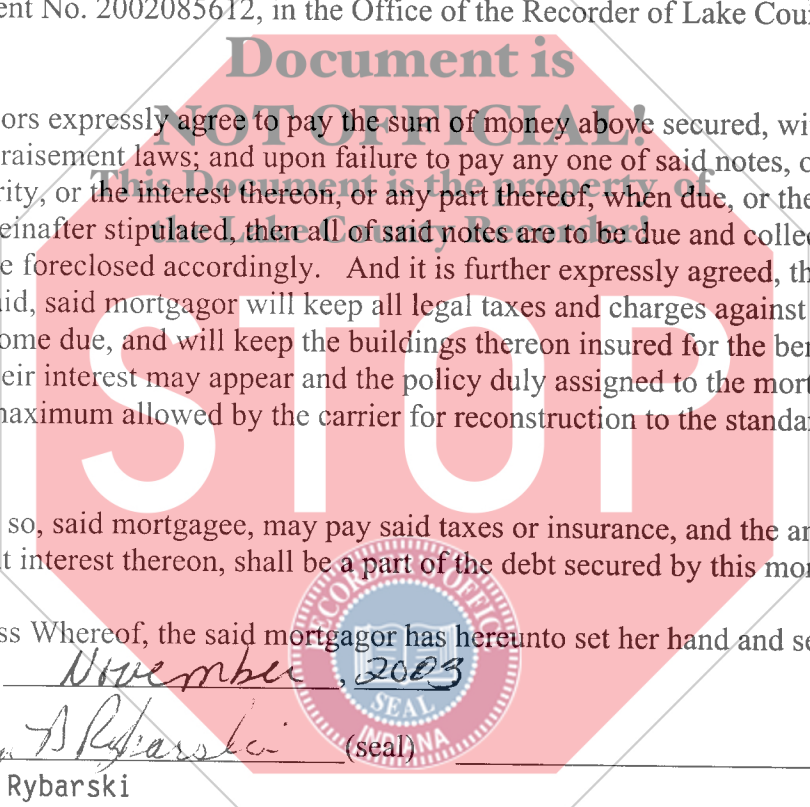 ent No. 2002085612, in the Office of the Recorder of Lake Cou
Document is
NOT OFFICIAL!
ors expressly agree to pay the sum of money above secured, wi
raisement laws; and upon failure to pay any one of said notes, o
This Document is the property of
rity, or the interest thereon, or any part thereof, when due, or the
the Lake County Recorder!
einafter stipulated, then all of said notes are to be due and collec
e foreclosed accordingly. And it is further expressly agreed, th
id, said mortgagor will keep all legal taxes and charges against
ome due, and will keep the buildings thereon insured for the ber
eir interest may appear and the policy duly assigned to the mort
maximum allowed by the carrier for reconstruction to the standa
STOP
so, said mortgagee, may pay said taxes or insurance, and the a
t interest thereon, shall be a part of the debt secured by this mor
RECORDER'S OFFICE
ss Whereof, the said mortgagor has hereunto set her hand and se
November, 2003
SEAL
INDIANA
B Rybarski (seal)
Rybarski